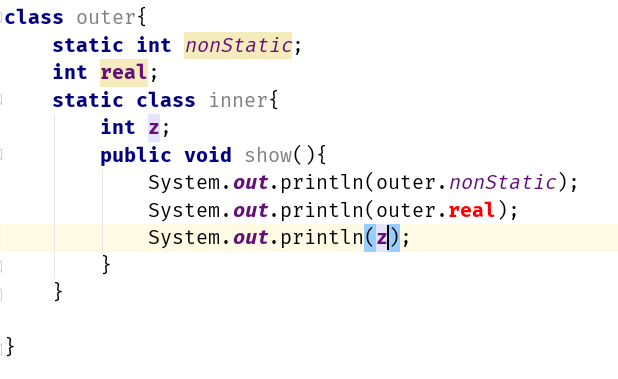 class outer{
    static int nonStatic;
    int real;
    static class inner{
        int z;
        public void show(){
            System.out.println(outer.nonStatic);
            System.out.println(outer.real);
            System.out.println(z);
        }
    }
}